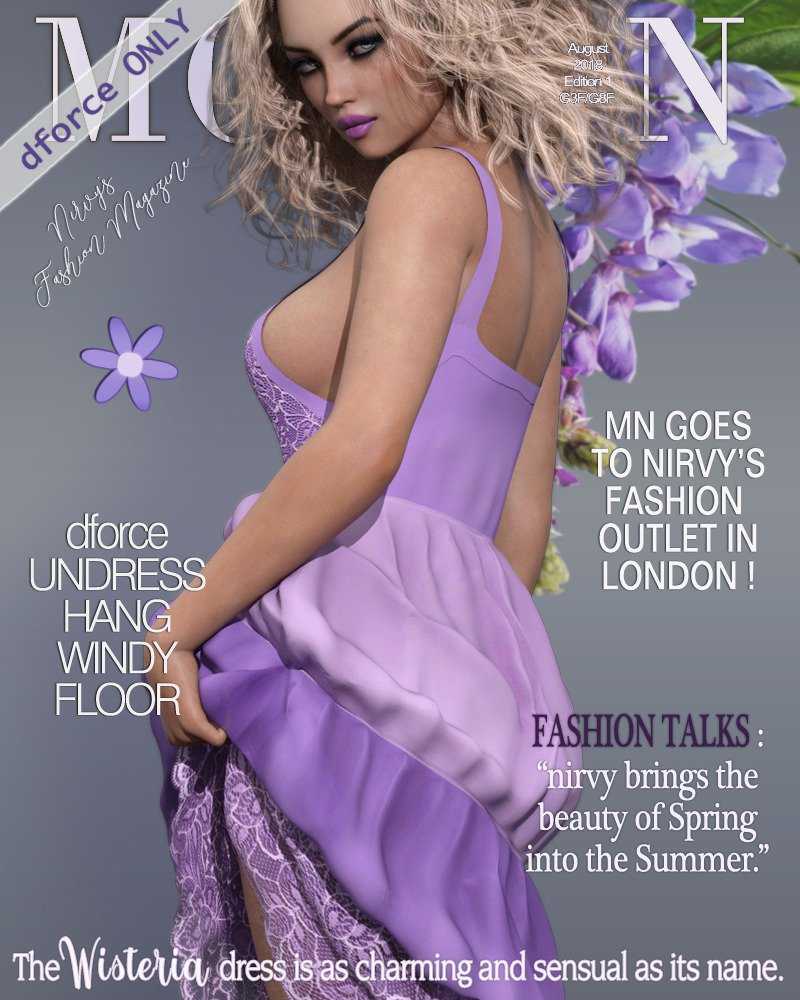 MO N
dforce ONLY
August
2018
Edition 1
G3F/G8F
Nirvy's
Fashion Magazine
MN GOES
TO NIRVY'S
FASHION
OUTLET IN
LONDON !
dforce
UNDRESS
HANG
WINDY
FLOOR
FASHION TALKS :
“nirvy brings the
beauty of Spring
into the Summer.”
The Wisteria dress is as charming and sensual as its name.